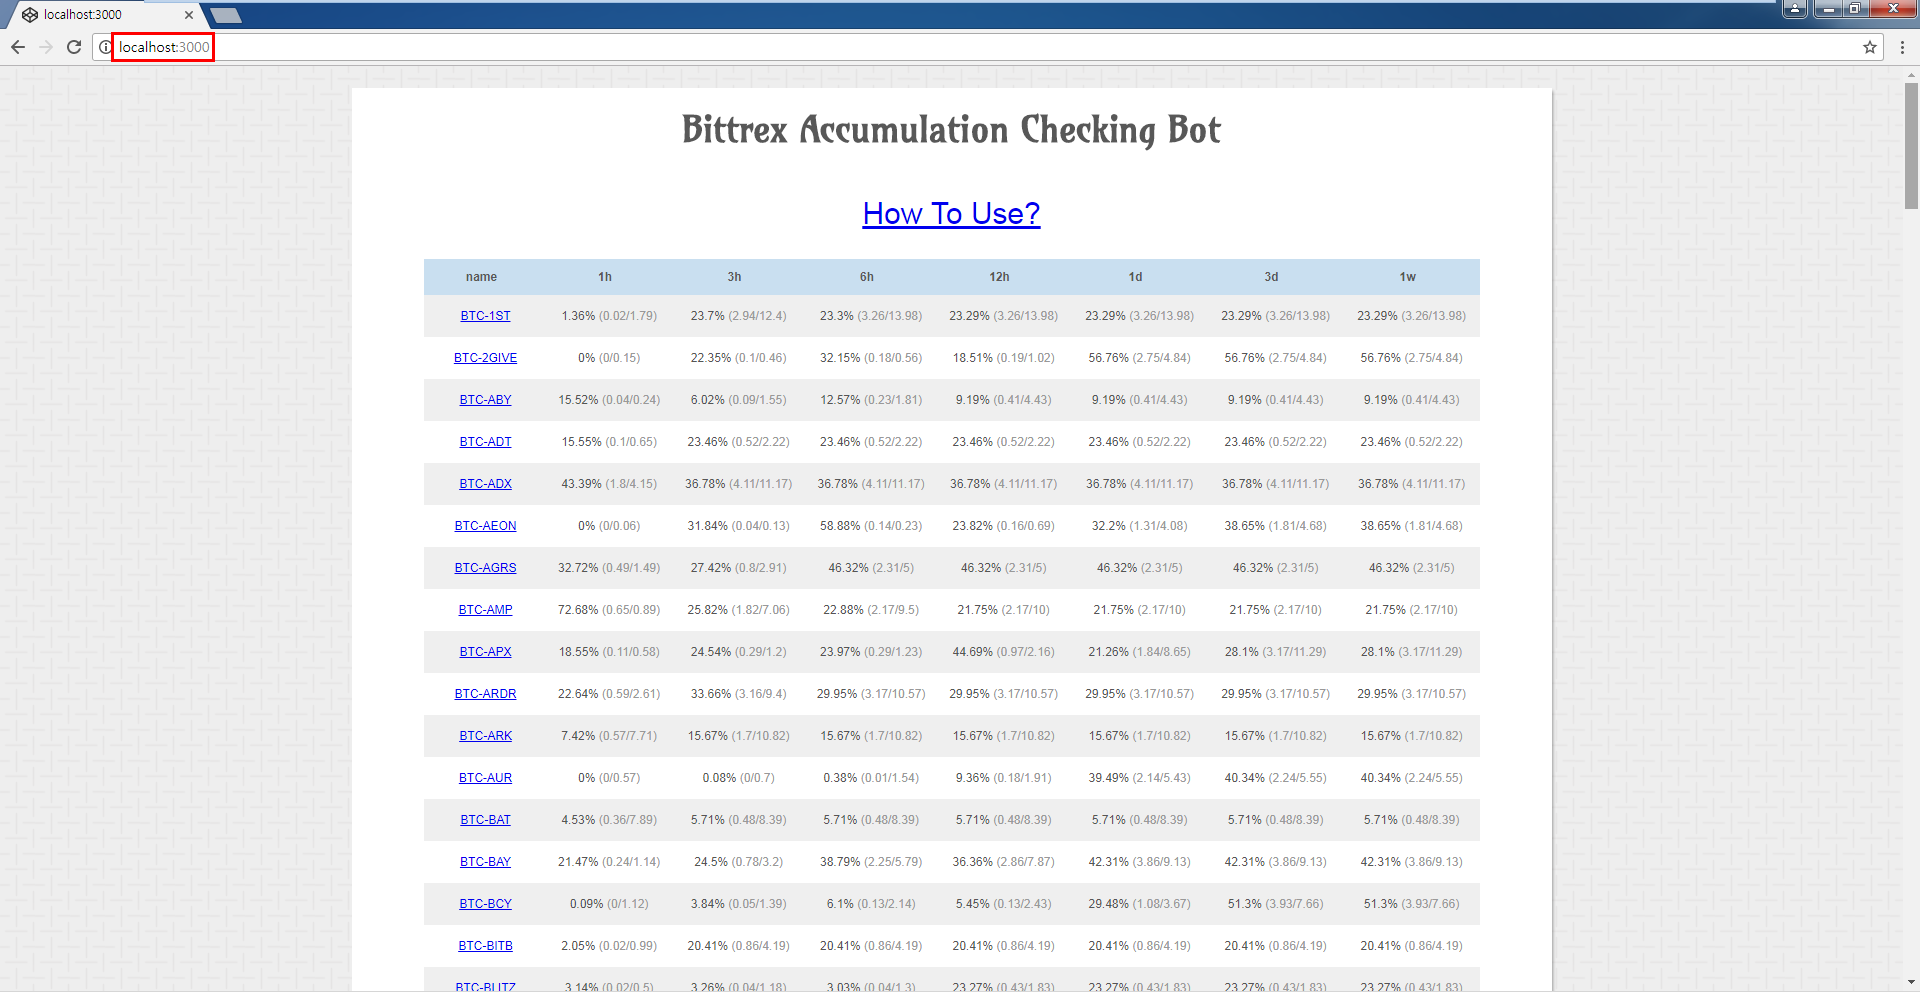 localhost:3000
localhost:3000
Bittrex Accumulation Checking Bot
How To Use?
name 1h 3h 6h 12h 1d 3d 1w
BTC-1ST 1.36% (0.02/1.79) 23.7% (2.94/12.4) 23.3% (3.26/13.98) 23.29% (3.26/13.98) 23.29% (3.26/13.98) 23.29% (3.26/13.98) 23.29% (3.26/13.98)
BTC-2GIVE 0% (0/0.15) 22.35% (0.1/0.46) 32.15% (0.18/0.56) 18.51% (0.19/1.02) 56.76% (2.75/4.84) 56.76% (2.75/4.84) 56.76% (2.75/4.84)
BTC-ABY 15.52% (0.04/0.24) 6.02% (0.09/1.55) 12.57% (0.23/1.81) 9.19% (0.41/4.43) 9.19% (0.41/4.43) 9.19% (0.41/4.43) 9.19% (0.41/4.43)
BTC-ADT 15.55% (0.1/0.65) 23.46% (0.52/2.22) 23.46% (0.52/2.22) 23.46% (0.52/2.22) 23.46% (0.52/2.22) 23.46% (0.52/2.22) 23.46% (0.52/2.22)
BTC-ADX 43.39% (1.8/4.15) 36.78% (4.11/11.17) 36.78% (4.11/11.17) 36.78% (4.11/11.17) 36.78% (4.11/11.17) 36.78% (4.11/11.17) 36.78% (4.11/11.17)
BTC-AEON 0% (0/0.06) 31.84% (0.04/0.13) 58.88% (0.14/0.23) 23.82% (0.16/0.69) 32.2% (1.31/4.08) 38.65% (1.81/4.68) 38.65% (1.81/4.68)
BTC-AGRS 32.72% (0.49/1.49) 27.42% (0.8/2.91) 46.32% (2.31/5) 46.32% (2.31/5) 46.32% (2.31/5) 46.32% (2.31/5) 46.32% (2.31/5)
BTC-AMP 72.68% (0.65/0.89) 25.82% (1.82/7.06) 22.88% (2.17/9.5) 21.75% (2.17/10) 21.75% (2.17/10) 21.75% (2.17/10) 21.75% (2.17/10)
BTC-APX 18.55% (0.11/0.58) 24.54% (0.29/1.2) 23.97% (0.29/1.23) 44.69% (0.97/2.16) 21.26% (1.84/8.65) 28.1% (3.17/11.29) 28.1% (3.17/11.29)
BTC-ARDR 22.64% (0.59/2.61) 33.66% (3.16/9.4) 29.95% (3.17/10.57) 29.95% (3.17/10.57) 29.95% (3.17/10.57) 29.95% (3.17/10.57) 29.95% (3.17/10.57)
BTC-ARK 7.42% (0.57/7.71) 15.67% (1.7/10.82) 15.67% (1.7/10.82) 15.67% (1.7/10.82) 15.67% (1.7/10.82) 15.67% (1.7/10.82) 15.67% (1.7/10.82)
BTC-AUR 0% (0/0.57) 0.08% (0/0.7) 0.38% (0.01/1.54) 9.36% (0.18/1.91) 39.49% (2.14/5.43) 40.34% (2.24/5.55) 40.34% (2.24/5.55)
BTC-BAT 4.53% (0.36/7.89) 5.71% (0.48/8.39) 5.71% (0.48/8.39) 5.71% (0.48/8.39) 5.71% (0.48/8.39) 5.71% (0.48/8.39) 5.71% (0.48/8.39)
BTC-BAY 21.47% (0.24/1.14) 24.5% (0.78/3.2) 38.79% (2.25/5.79) 36.36% (2.86/7.87) 42.31% (3.86/9.13) 42.31% (3.86/9.13) 42.31% (3.86/9.13)
BTC-BCY 0.09% (0/1.12) 3.84% (0.05/1.39) 6.1% (0.13/2.14) 5.45% (0.13/2.43) 29.48% (1.08/3.67) 51.3% (3.93/7.66) 51.3% (3.93/7.66)
BTC-BITB 2.05% (0.02/0.99) 20.41% (0.86/4.19) 20.41% (0.86/4.19) 20.41% (0.86/4.19) 20.41% (0.86/4.19) 20.41% (0.86/4.19) 20.41% (0.86/4.19)
BTC-BLITZ 3.14% (0.02/0.5) 3.26% (0.04/1.18) 3.03% (0.04/1.3) 23.27% (0.43/1.83) 23.27% (0.43/1.83) 23.27% (0.43/1.83) 23.27% (0.43/1.83)